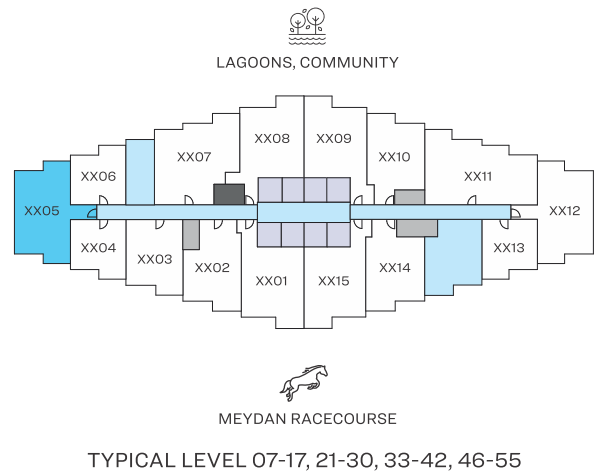 LAGOONS, COMMUNITY
XX08
XX09
XX07
XX10
XX06
XX11
XX05
XX12
XX04
XX03
XX02
XX01
XX15
XX14
XX13
MEYDAN RACECOURSE
TYPICAL LEVEL 07-17, 21-30, 33-42, 46-55